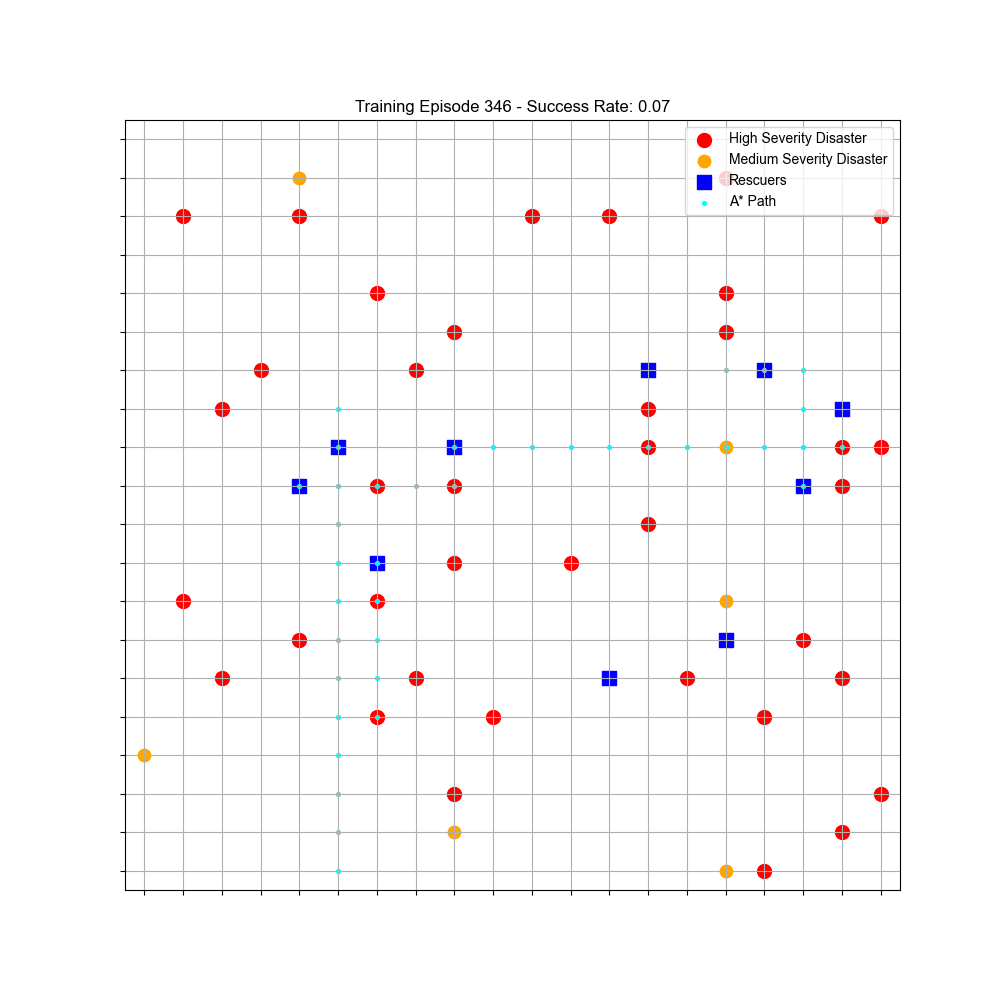 Training Episode 346 - Success Rate: 0.07
High Severity Disaster
Medium Severity Disaster
Rescuers
A* Path